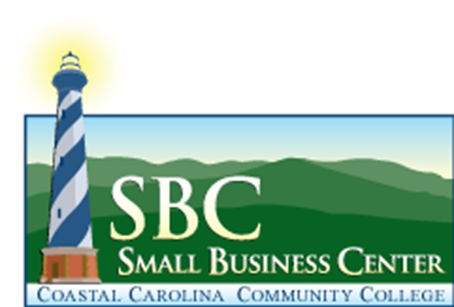 SBC
SMALL BUSINESS CENTER
COASTAL CAROLINA COMMUNITY COLLEGE